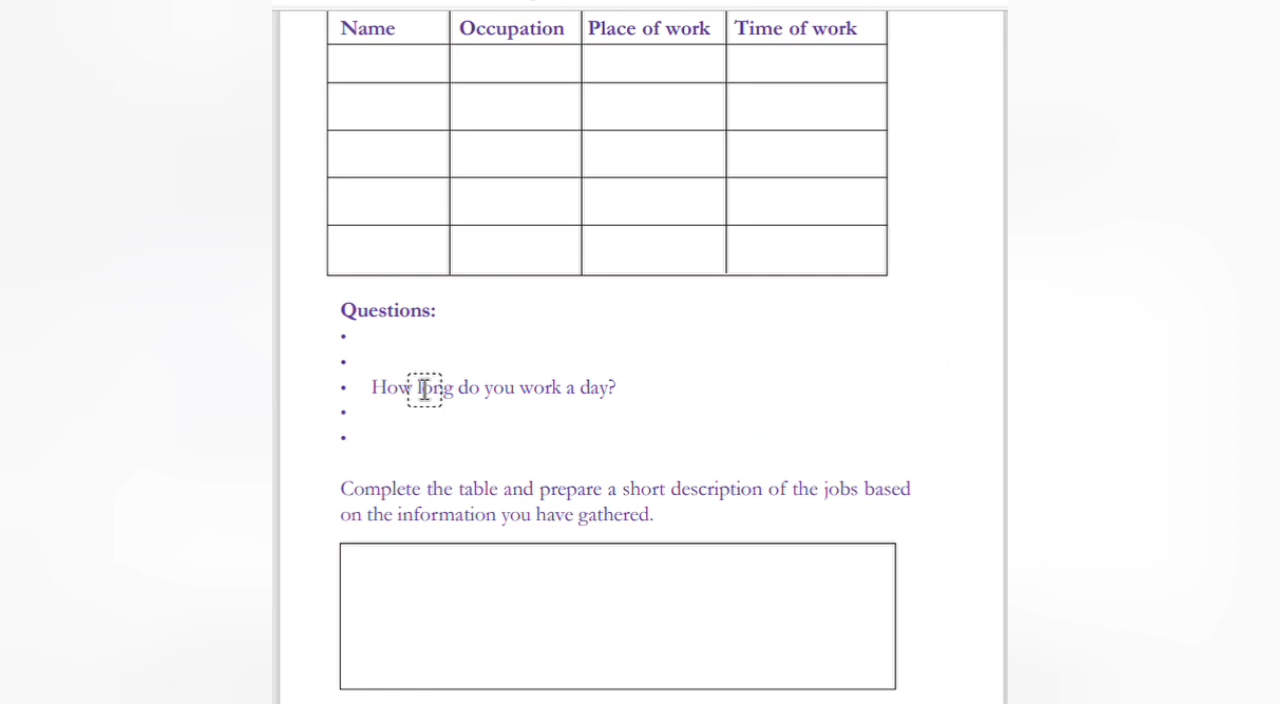 Name Occupation Place of work Time of work
Questions:
•
•
• How long do you work a day?
•
•
Complete the table and prepare a short description of the jobs based
on the information you have gathered.